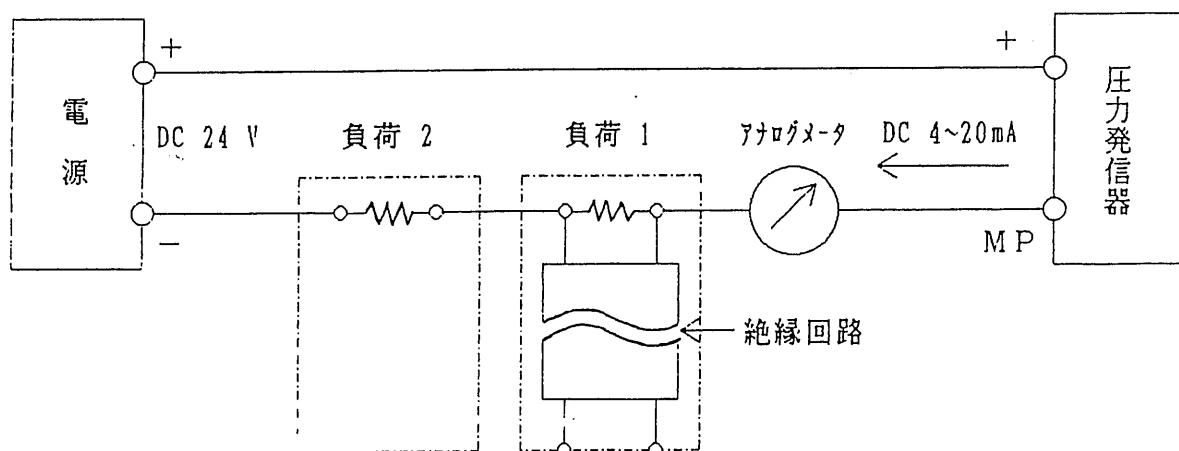 電源
+
DC 24 V
−
負荷 2
負荷 1
アナログメータ
DC 4~20mA
+
圧力発信器
MP
絶縁回路